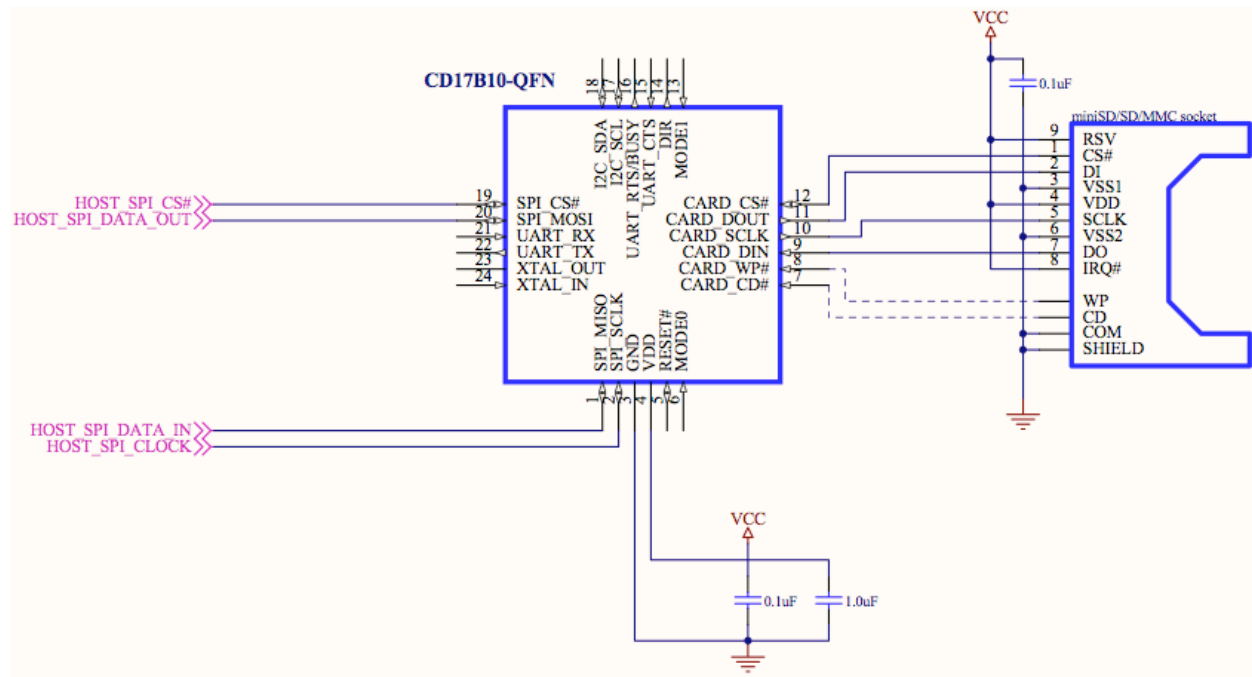 VCC
CD17B10-QFN
18
17
16
15
14
13
0.1uF
miniSD/SD/MMC socket
I2C_SDA
I2C_SCL
UART_RTS/BUSY
UART_CTS
DIR
MODE1
9 RSV
1 CS#
2 DI
3 VSS1
4 VDD
5 SCLK
6 VSS2
7 DO
8 IRQ#
WP
CD
COM
SHIELD
HOST_SPI_CS#
HOST_SPI_DATA_OUT
19 SPI_CS#
20 SPI_MOSI
21 UART_RX
22 UART_TX
23 XTAL_OUT
24 XTAL_IN
CARD_CS# 12
CARD_DOUT 11
CARD_SCLK 10
CARD_DIN 9
CARD_WP# 8
CARD_CD# 7
SPI_MISO
SPI_SCLK
GND
VDD
RESET#
MODE0
1
2
3
4
5
6
HOST_SPI_DATA_IN
HOST_SPI_CLOCK
VCC
0.1uF
1.0uF